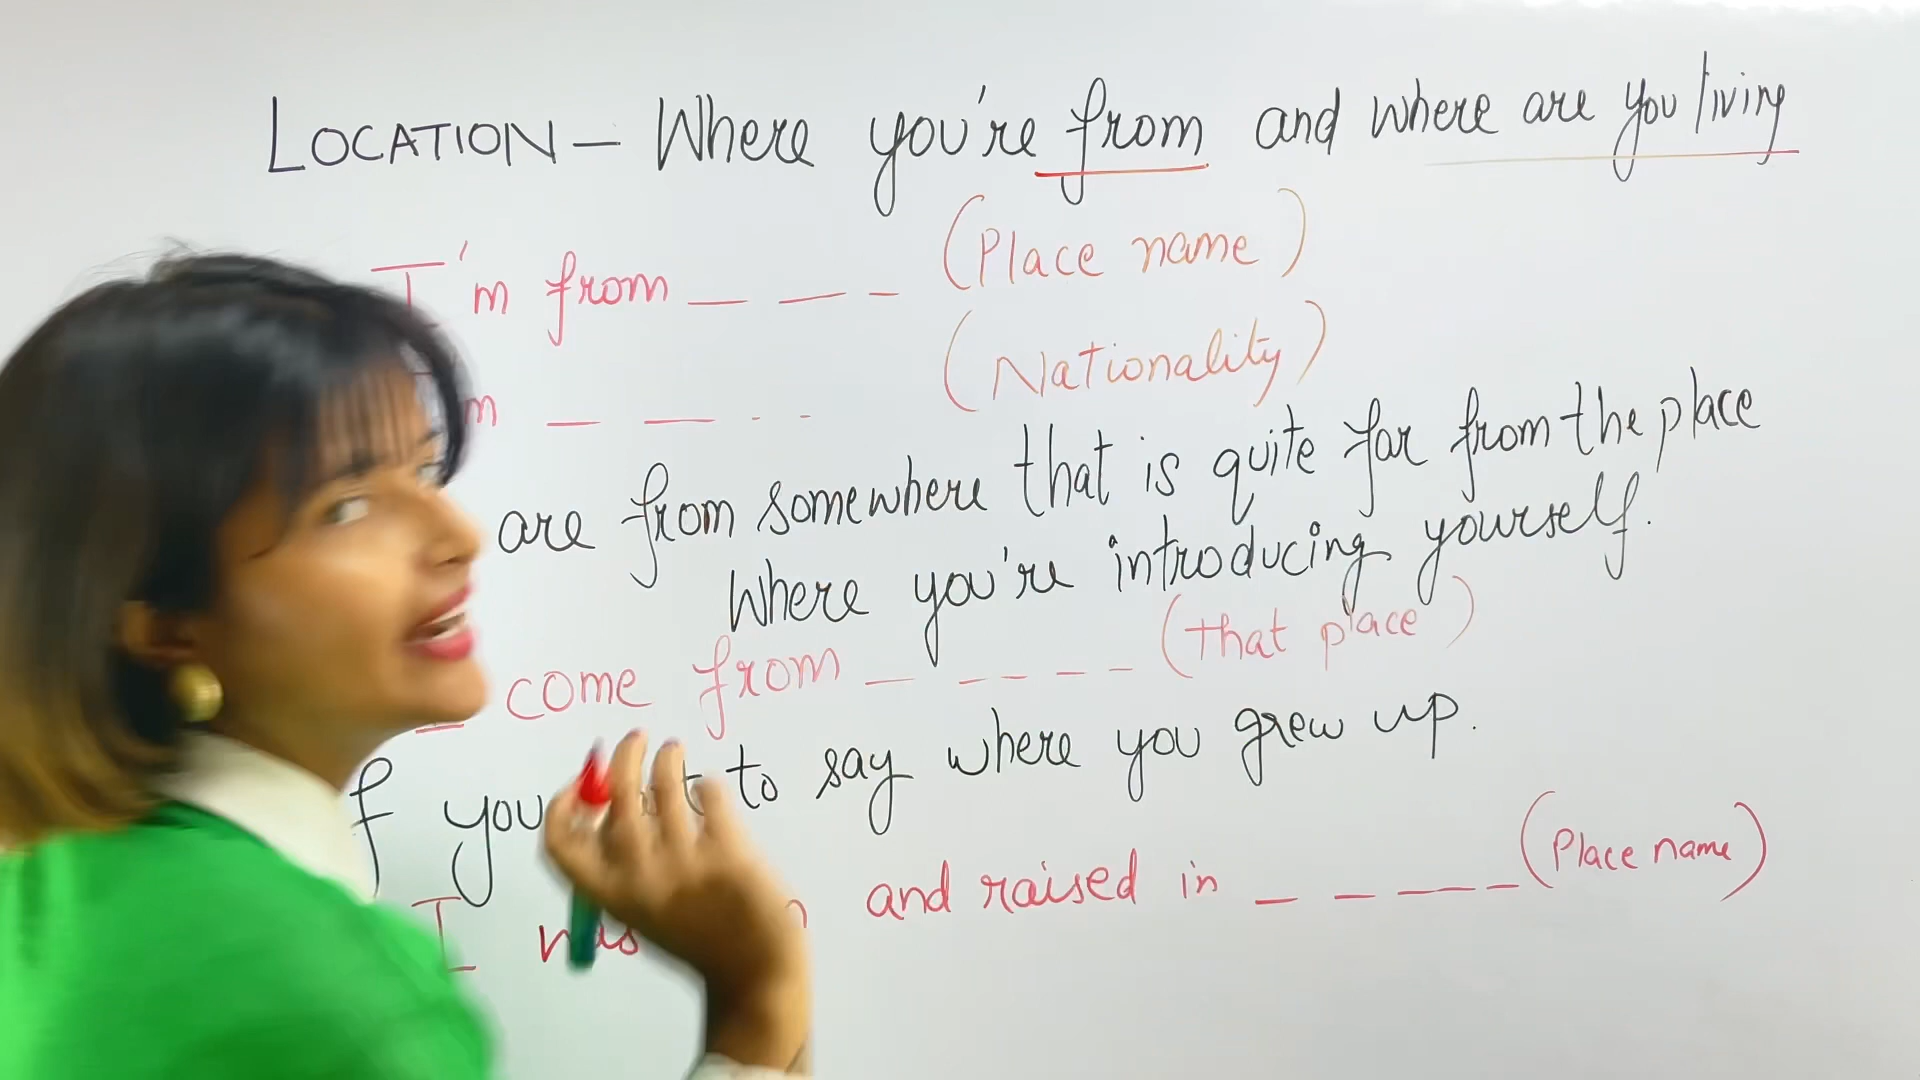 LOCATION – Where you're from and where are you living
I'm from _ _ _ (Place name)
m _ _ - - (Nationality)
are from somewhere that is quite far from the place
Where you're introducing yourself.
I come from _ _ _ _ _ (that place)
f you to say where you grew up.
I was and raised in _ _ _ _ (Place name)